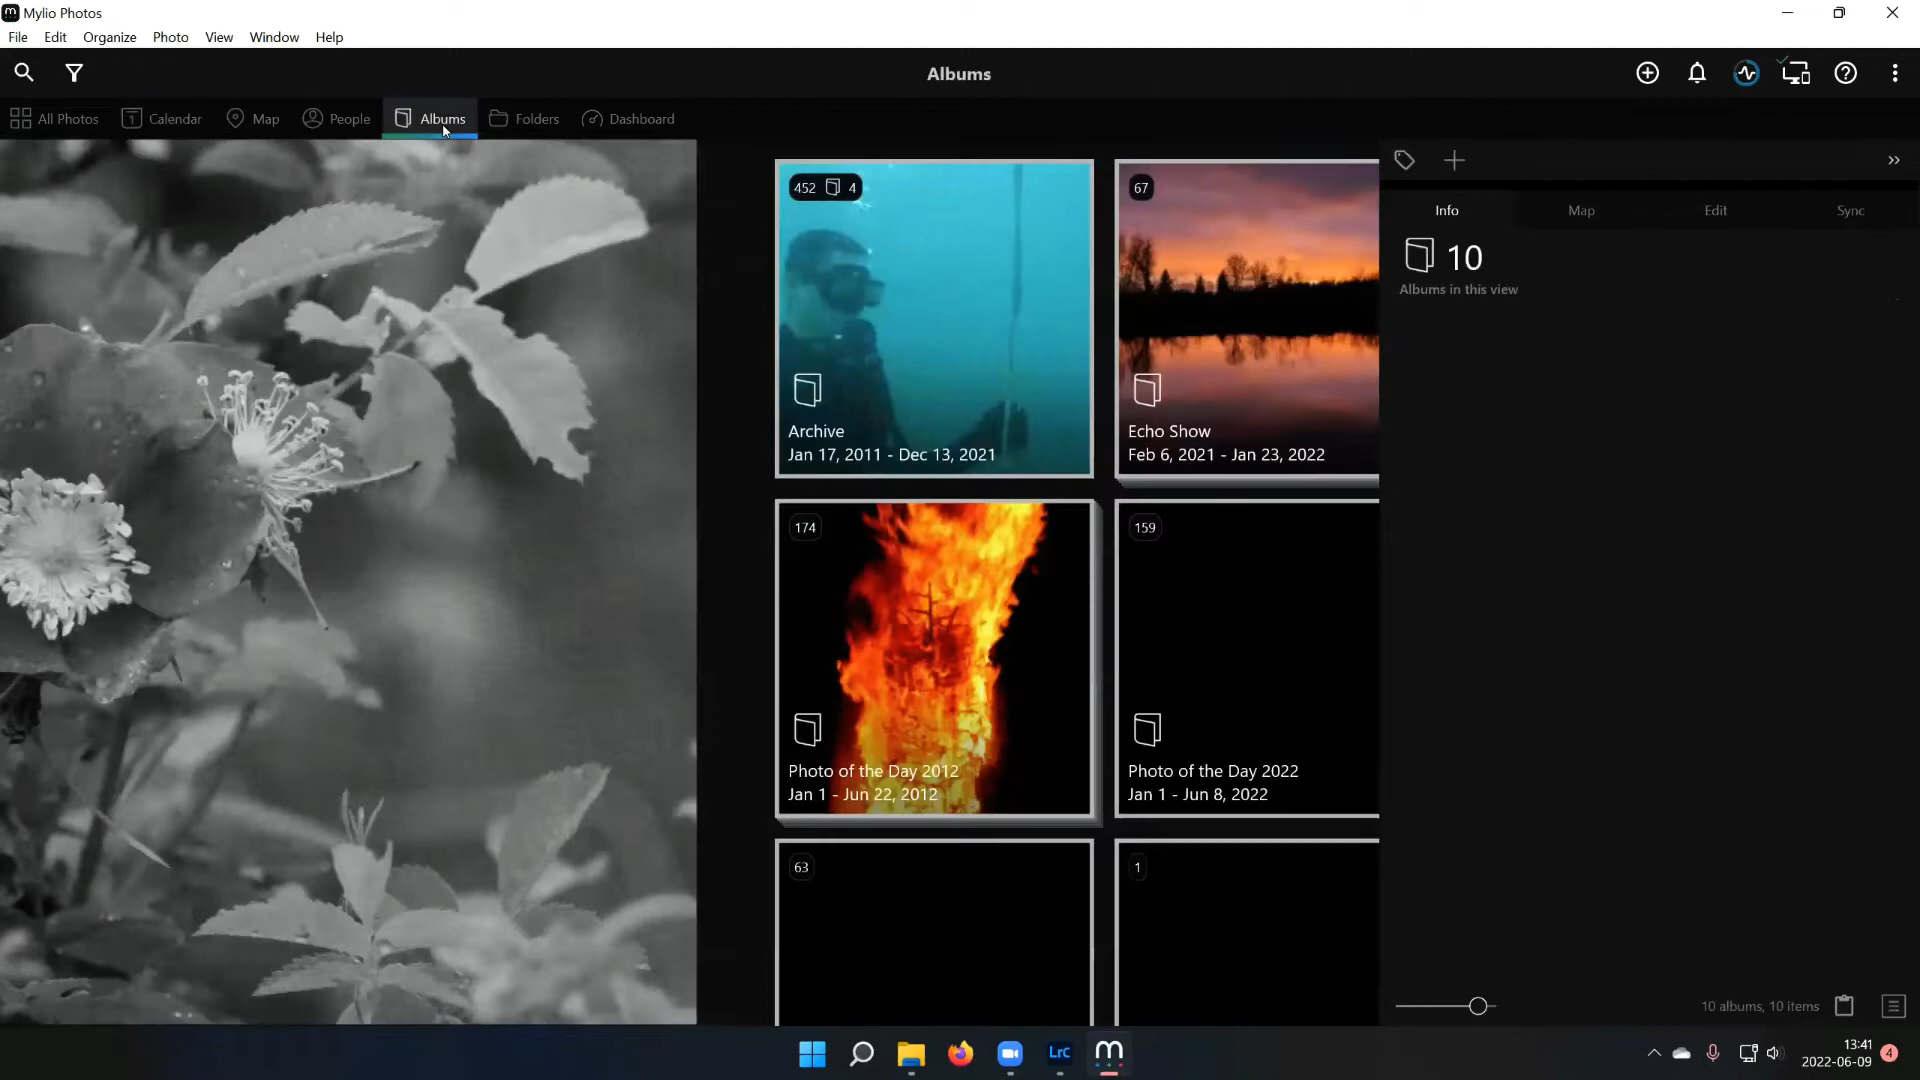 Mylio Photos
File Edit Organize Photo View Window Help
Albums
All Photos 1 Calendar Map People Albums Folders Dashboard
452 4
Archive
Jan 17, 2011 - Dec 13, 2021
67
Echo Show
Feb 6, 2021 - Jan 23, 2022
174
Photo of the Day 2012
Jan 1 - Jun 22, 2012
159
Photo of the Day 2022
Jan 1 - Jun 8, 2022
63
1
Info Map Edit Sync
10
Albums in this view
10 albums, 10 items
Lrc
13:41
2022-06-09
4